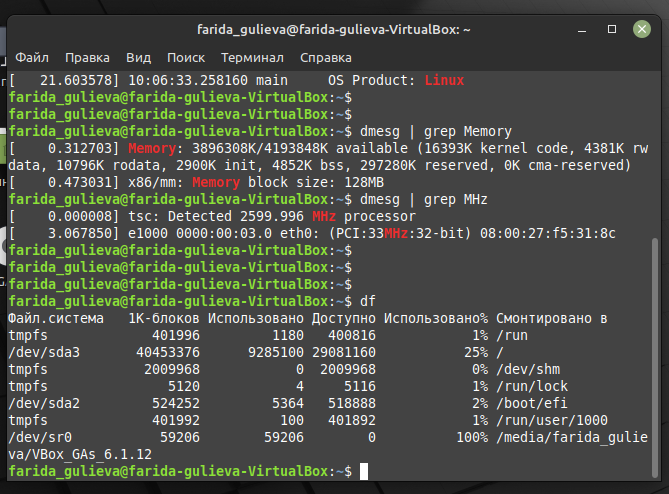 farida_gulieva@farida-gulieva-VirtualBox: ~
Файл Правка Вид Поиск Терминал Справка
[   21.603578] 10:06:33.258160 main     OS Product: Linux
farida_gulieva@farida-gulieva-VirtualBox:~$
farida_gulieva@farida-gulieva-VirtualBox:~$
farida_gulieva@farida-gulieva-VirtualBox:~$ dmesg | grep Memory
[    0.312703] Memory: 3896308K/4193848K available (16393K kernel code, 4381K rw
data, 10796K rodata, 2900K init, 4852K bss, 297280K reserved, 0K cma-reserved)
[    0.473031] x86/mm: Memory block size: 128MB
farida_gulieva@farida-gulieva-VirtualBox:~$ dmesg | grep MHz
[    0.000008] tsc: Detected 2599.996 MHz processor
[    3.067850] e1000 0000:00:03.0 eth0: (PCI:33MHz:32-bit) 08:00:27:f5:31:8c
farida_gulieva@farida-gulieva-VirtualBox:~$
farida_gulieva@farida-gulieva-VirtualBox:~$
farida_gulieva@farida-gulieva-VirtualBox:~$
farida_gulieva@farida-gulieva-VirtualBox:~$ df
Файл.система   1K-блоков Использовано Доступно Использовано% Смонтировано в
tmpfs             401996         1180   400816            1% /run
/dev/sda3       40453376      9285100 29081160           25% /
tmpfs            2009968            0  2009968            0% /dev/shm
tmpfs               5120            4     5116            1% /run/lock
/dev/sda2         524252         5364   518888            2% /boot/efi
tmpfs             401992          100   401892            1% /run/user/1000
/dev/sr0           59206        59206        0          100% /media/farida_gulie
va/VBox_GAs_6.1.12
farida_gulieva@farida-gulieva-VirtualBox:~$